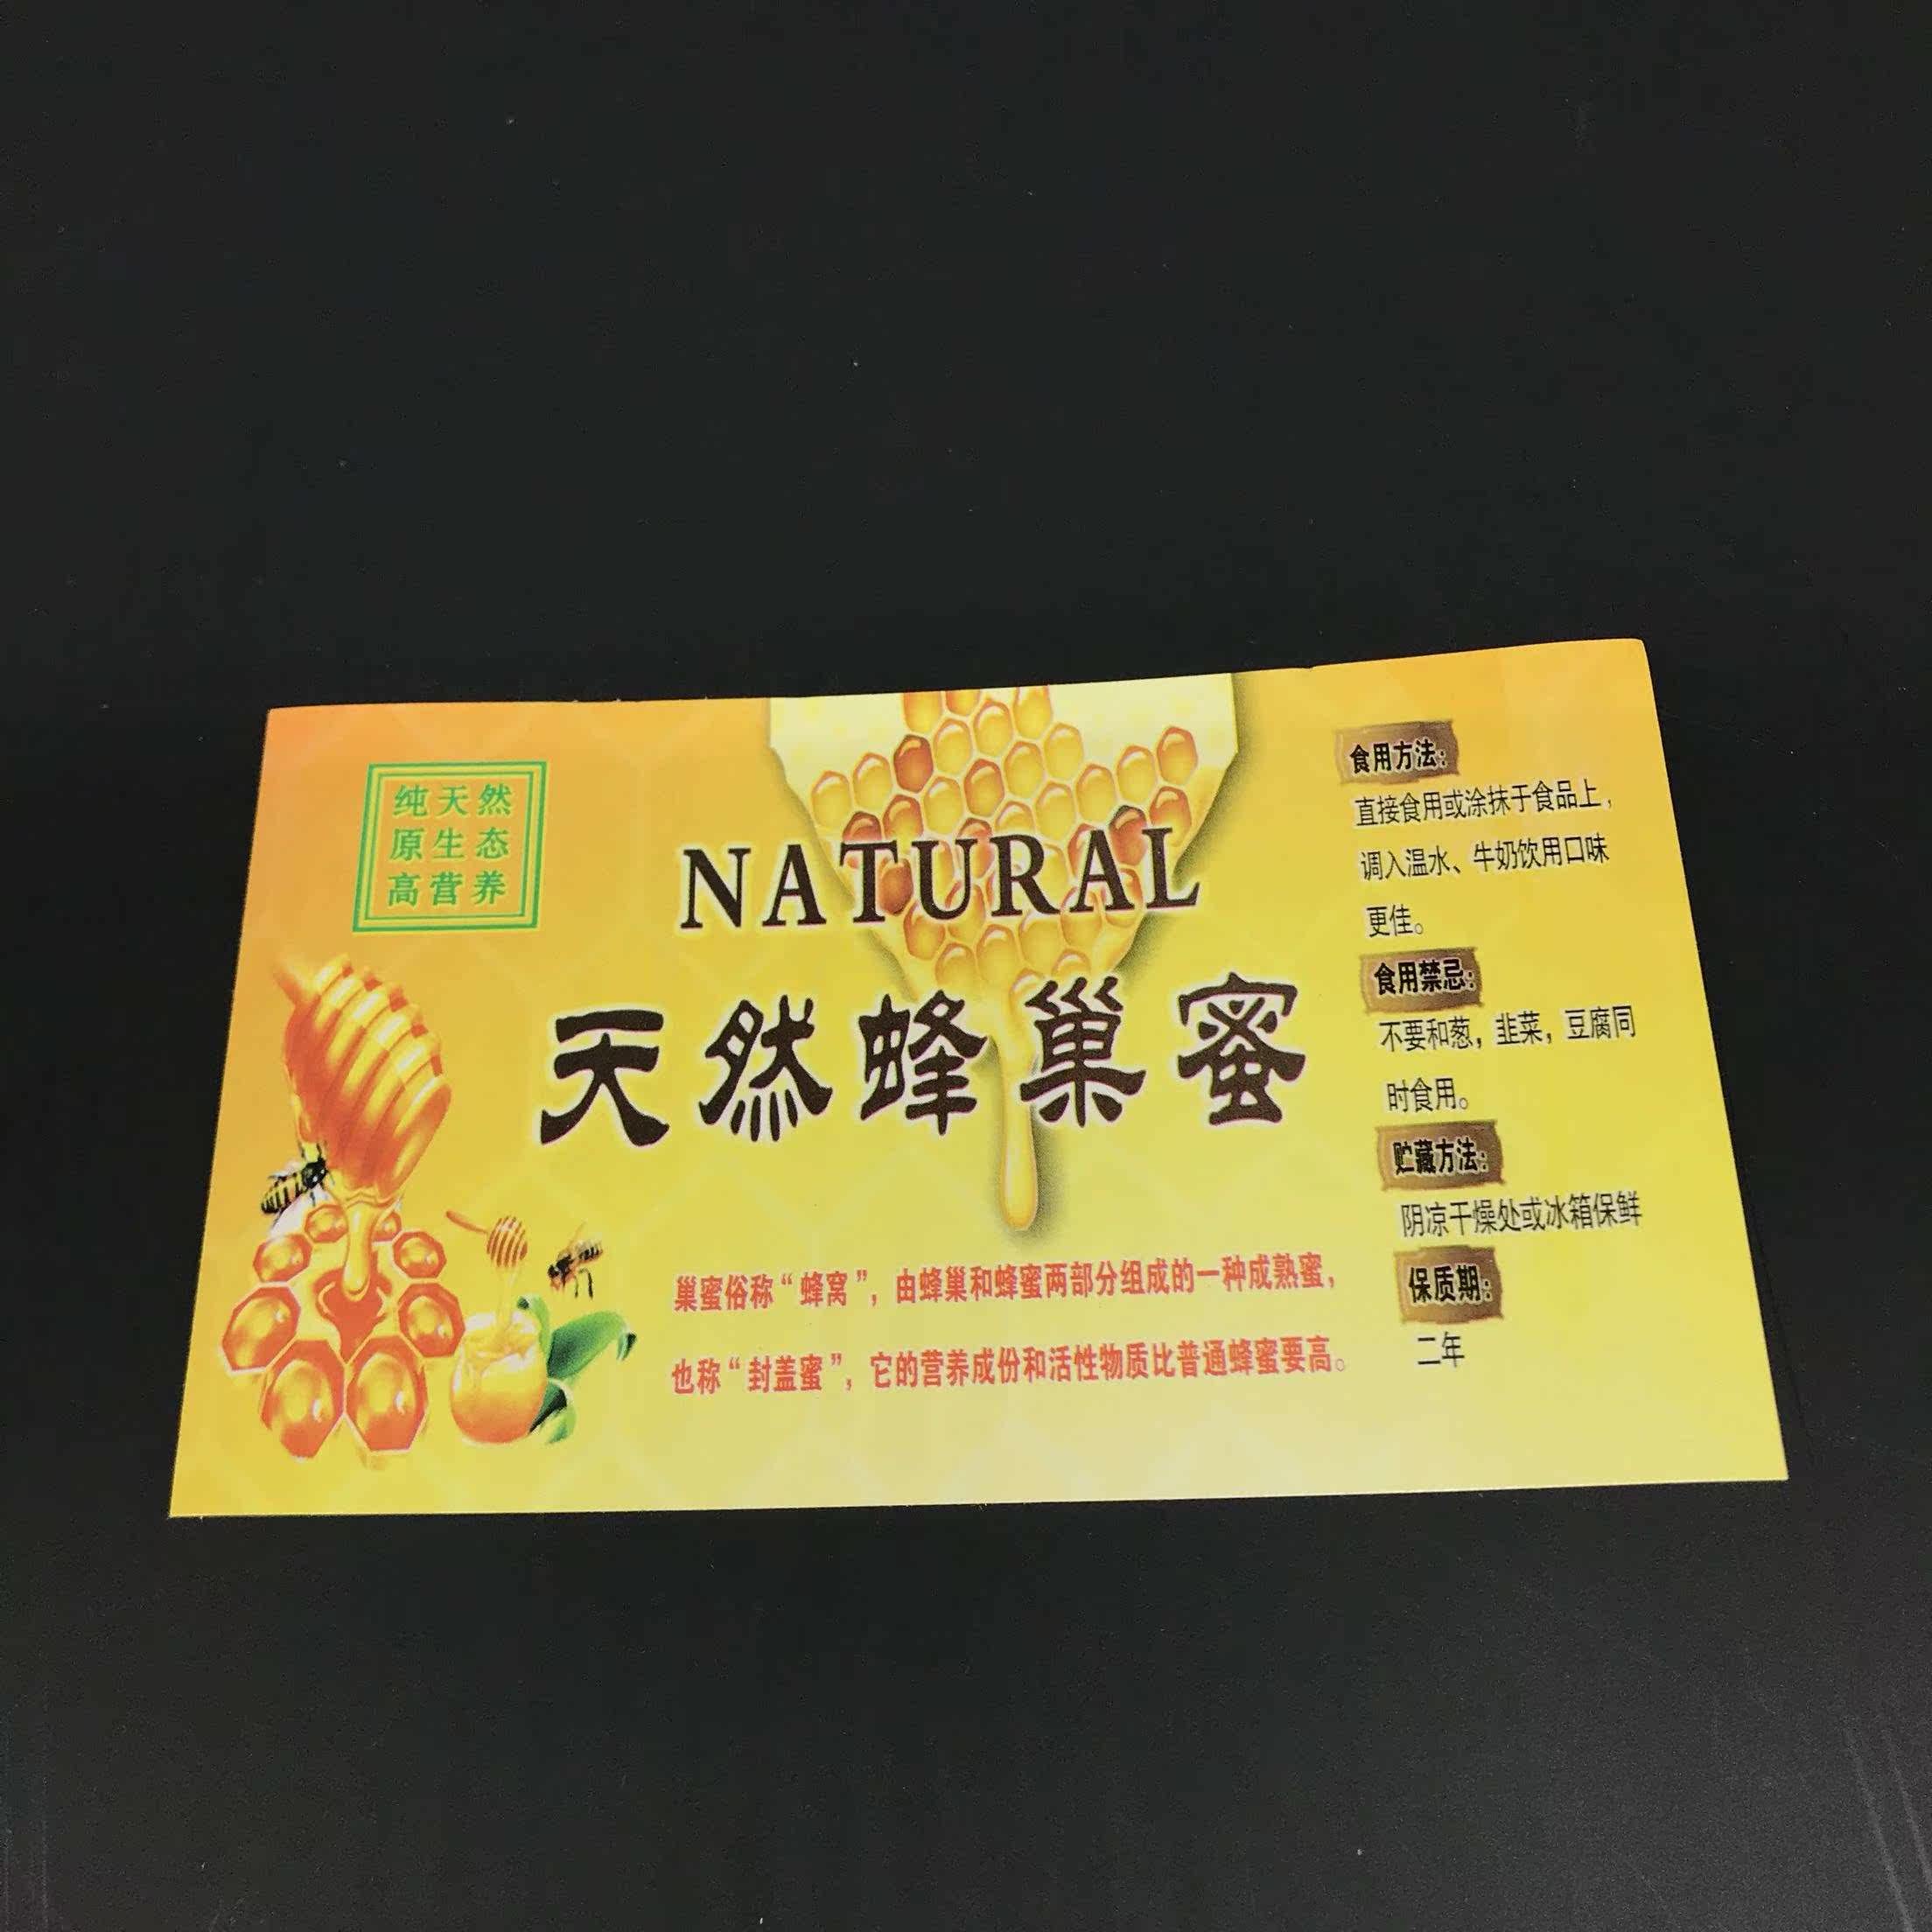 纯天然
原生态
高营养
NATURAL
天然蜂巢蜜
巢蜜俗称“蜂窝”，由蜂巢和蜂蜜两部分组成的一种成熟蜜，
也称“封盖蜜”，它的营养成份和活性物质比普通蜂蜜要高。
食用方法：
直接食用或涂抹于食品上，
调入温水、牛奶饮用口味
更佳。
食用禁忌：
不要和葱，韭菜，豆腐同
时食用。
贮藏方法：
阴凉干燥处或冰箱保鲜
保质期：
二年